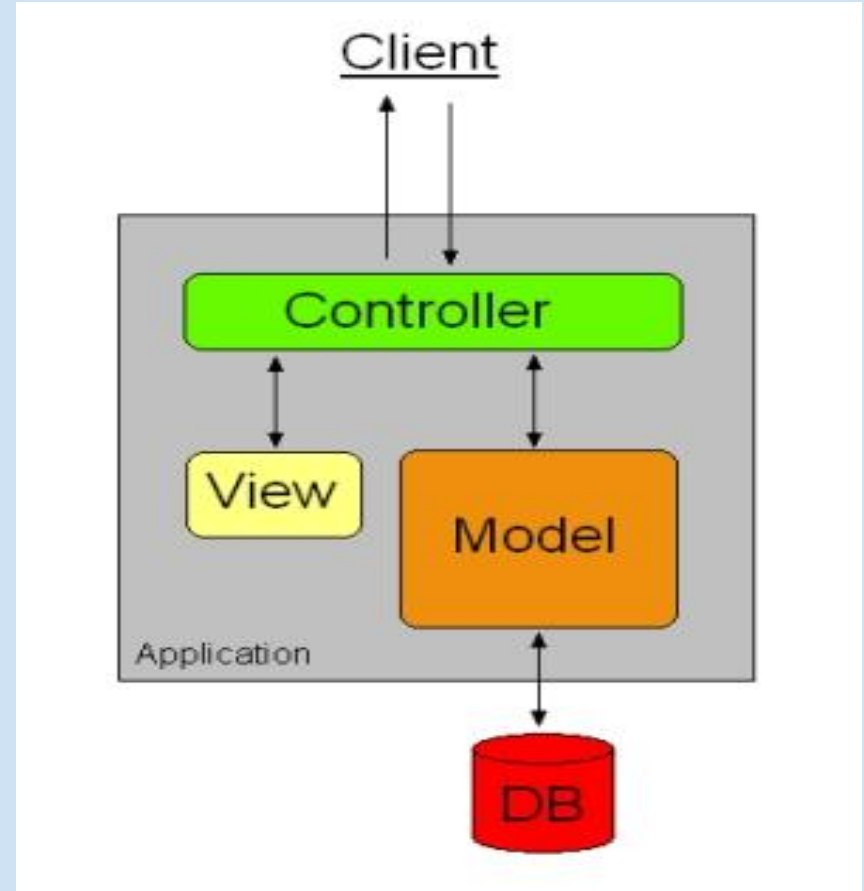 Client
Controller
View
Model
Application
DB